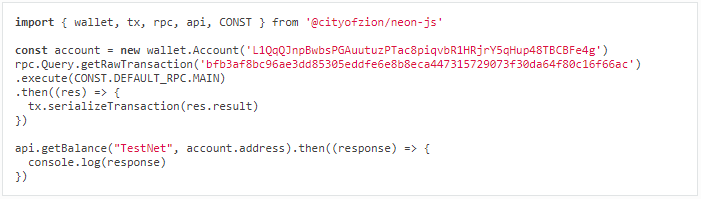 import { wallet, tx, rpc, api, CONST } from '@cityofzion/neon-js'
const account = new wallet.Account('L1QqQJnpBwbsPGAuutuzPTac8piqvbR1HRjrY5qHup48TBCBFe4g')
rpc.Query.getRawTransaction('bfb3af8bc96ae3dd85305eddfe6e8b8eca447315729073f30da64f80c16f66ac')
.execute(CONST.DEFAULT_RPC.MAIN)
.then((res) => {
  tx.serializeTransaction(res.result)
})
api.getBalance("TestNet", account.address).then((response) => {
  console.log(response)
})